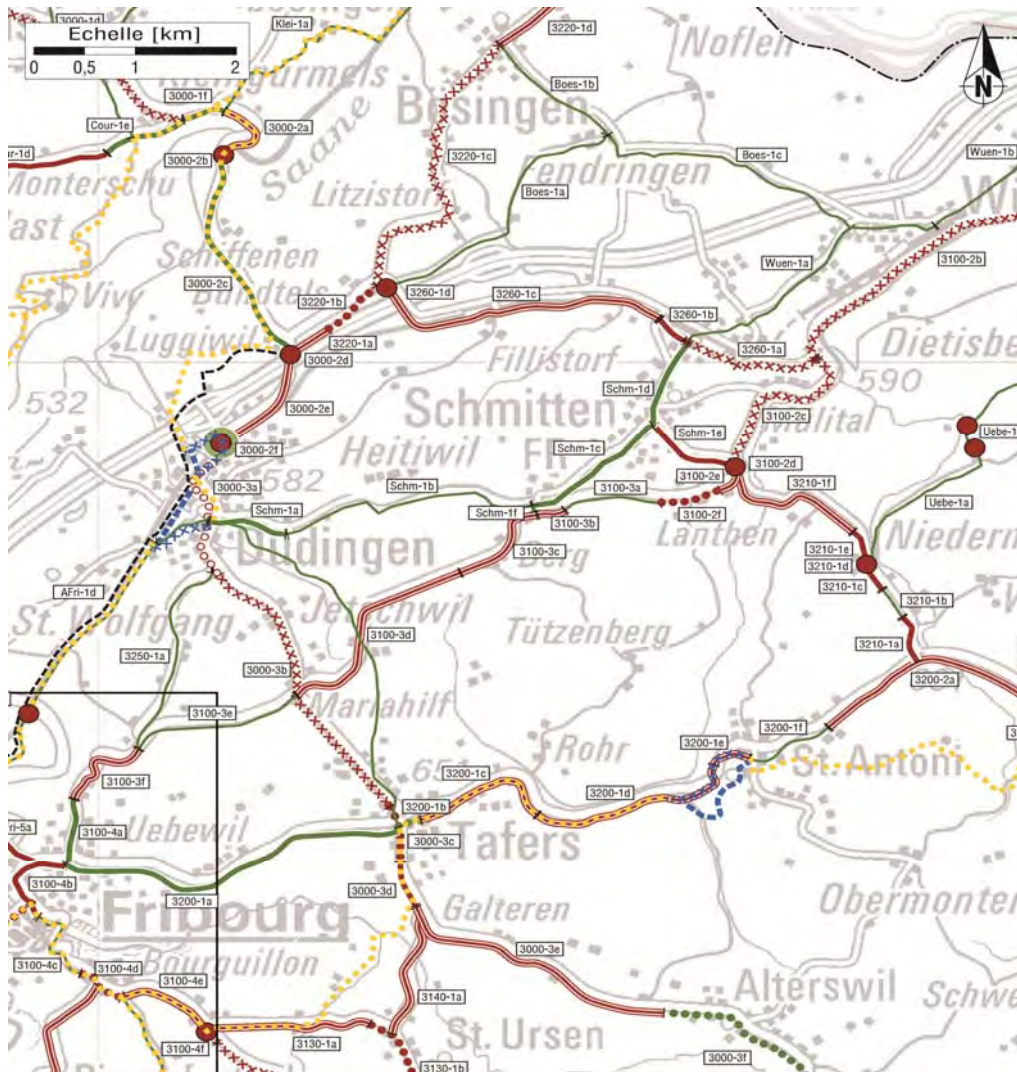 3000-1d
Klei-1a
3220-1d
Echelle [km]
0 0,5 1 2
Noflen
N
Boes-1b
3000-1f
3000-2a
Bösingen
Cour-1e
3000-2b
Saane
3220-1c
Fendringen
Boes-1c
Wuen-1b
Monterschu
Litzistorf
Boes-1a
Wuen-1a
3100-2b
Schiffenen
3000-2c
Bundtels
3220-1b
3260-1d
3260-1c
3260-1b
Luggiwil
3220-1a
3000-2d
Fillistorf
3260-1a
Dietisberg
532
Schm-1d
590
3000-2e
Schmitten
3100-2c
Schm-1e
3000-2f
Heitiwil
Schm-1c
3100-2d
3100-2e
3000-3a
582
Schm-1b
3100-3a
3210-1f
Uebe-1a
Schm-1a
Schm-1f
3100-3b
3100-2f
Lanthen
Düdingen
3100-3c
Berg
3210-1e
3210-1d
3210-1c
AFri-1d
St. Wolfgang
Jetschwil
3210-1b
3100-3d
Tützenberg
3210-1a
3250-1a
3000-3b
3200-2a
3100-3e
Mariahilf
3200-1f
3100-3f
Rohr
3200-1e
St. Antoni
3200-1c
3200-1d
3100-4a
Uebewil
3200-1b
3000-3c
Tafers
3100-4b
3200-1a
3000-3d
Fribourg
Galteren
Obermonten
3100-4c
3100-4d
Bourguillon
3000-3e
3100-4e
Alterswil
3140-1a
St. Ursen
3100-4f
3130-1a
3000-3f
3130-1b